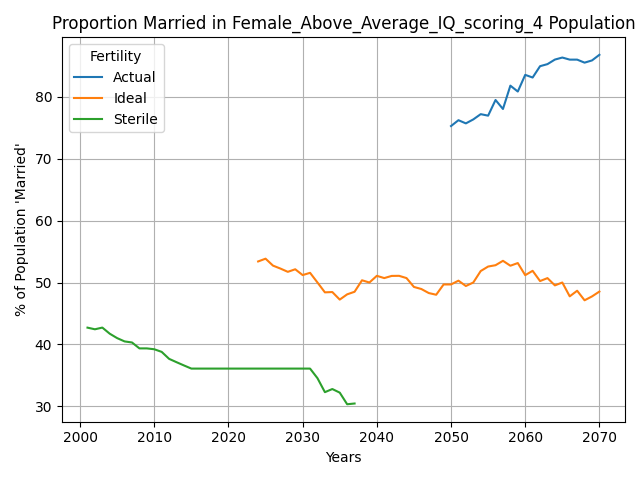 Proportion Married in Female_Above_Average_IQ_scoring_4 Population
Fertility
Actual
Ideal
Sterile
% of Population 'Married'
80
70
60
50
40
30
2000 2010 2020 2030 2040 2050 2060 2070
Years